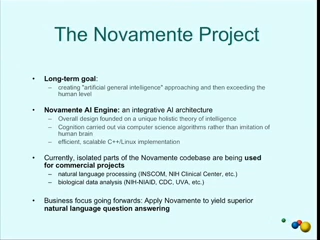 The Novamente Project
• Long-term goal:
– creating "artificial general intelligence" approaching and then exceeding the
human level
• Novamente AI Engine: an integrative AI architecture
– Overall design founded on a unique holistic theory of intelligence
– Cognition carried out via computer science algorithms rather than imitation of
human brain
– efficient, scalable C++/Linux implementation
• Currently, isolated parts of the Novamente codebase are being used
for commercial projects
– natural language processing (INSCOM, NIH Clinical Center, etc.)
– biological data analysis (NIH-NIAID, CDC, UVA, etc.)
• Business focus going forwards: Apply Novamente to yield superior
natural language question answering